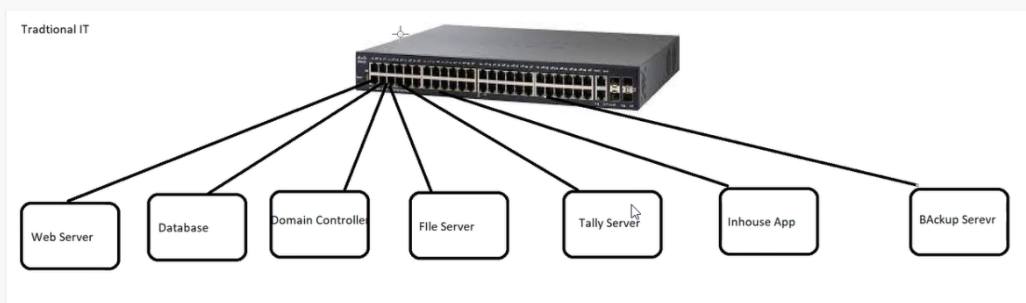 Tradtional IT
Web Server
Database
Domain Controller
FIle Server
Tally Server
Inhouse App
BAckup Serevr